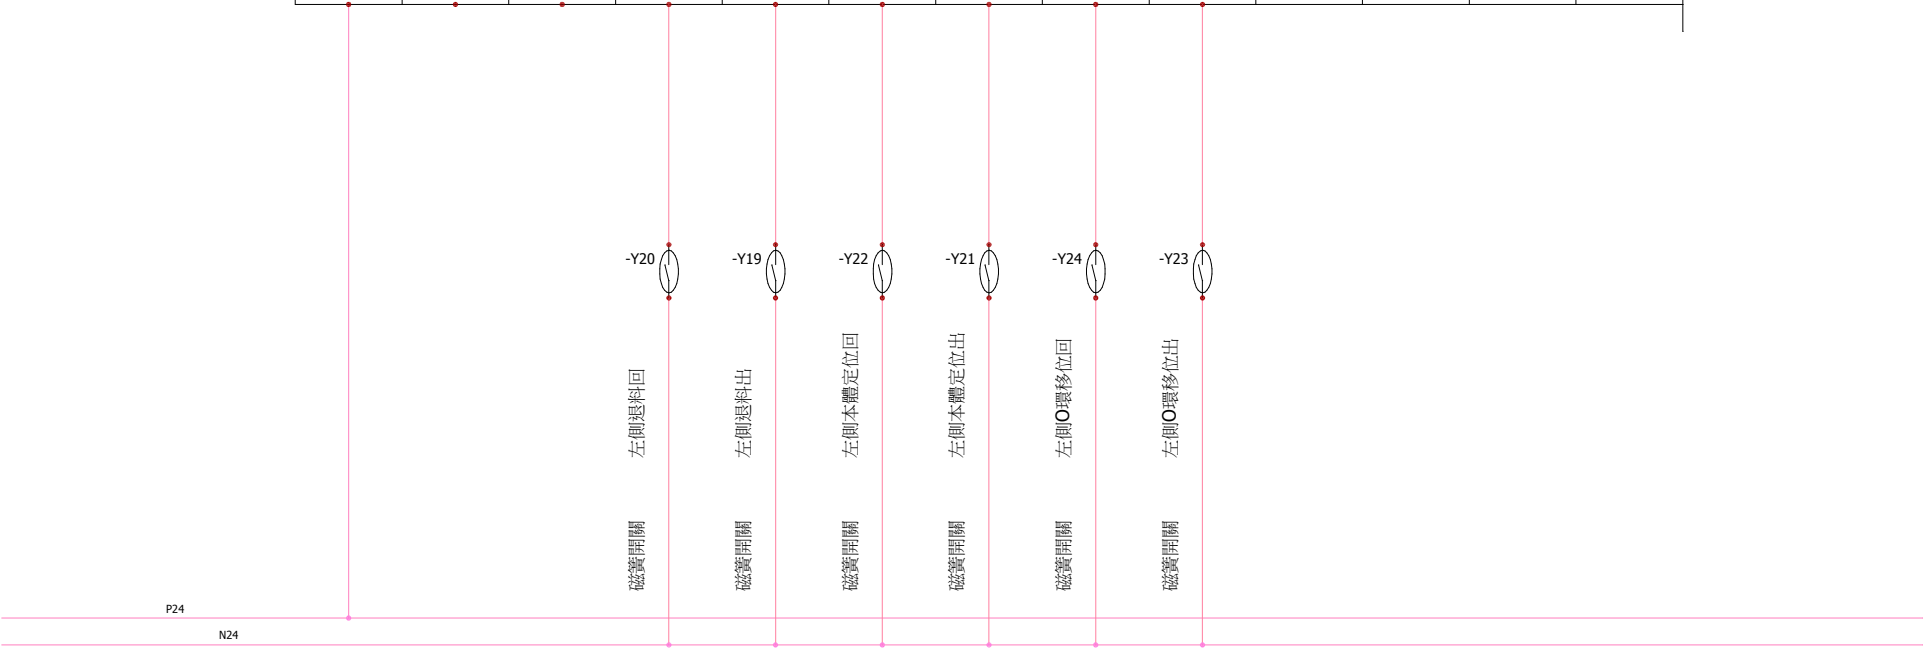 -Y20
-Y19
-Y22
-Y21
-Y24
-Y23
左側退料回
左側退料出
左側本體定位回
左側本體定位出
左側O環移位回
左側O環移位出
磁簧開關
磁簧開關
磁簧開關
磁簧開關
磁簧開關
磁簧開關
P24
N24